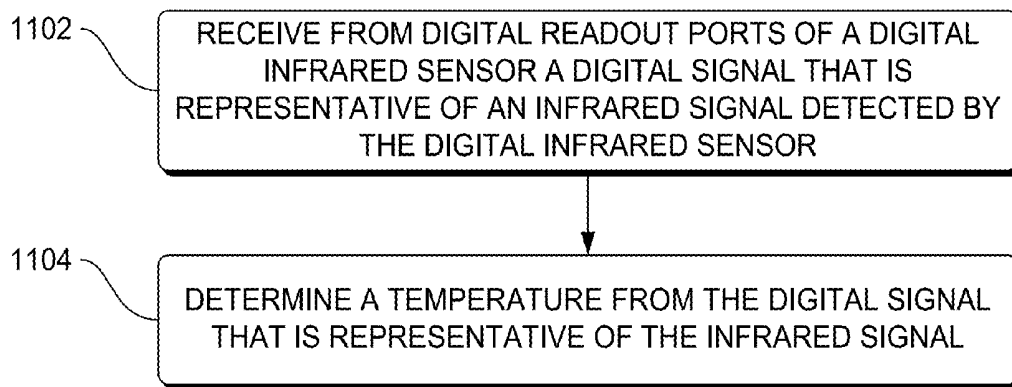 1102
RECEIVE FROM DIGITAL READOUT PORTS OF A DIGITAL
INFRARED SENSOR A DIGITAL SIGNAL THAT IS
REPRESENTATIVE OF AN INFRARED SIGNAL DETECTED BY
THE DIGITAL INFRARED SENSOR
1104
DETERMINE A TEMPERATURE FROM THE DIGITAL SIGNAL
THAT IS REPRESENTATIVE OF THE INFRARED SIGNAL.